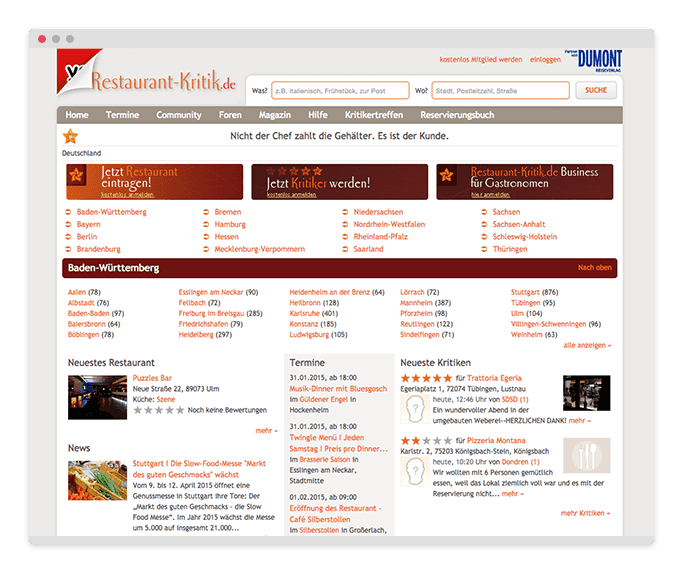 kostenlos Mitglied werden einloggen
Partner von DUMONT
REISEVERLAG
Restaurant-Kritik.de
Was? z.B. italienisch, Frühstück, zur Post Wo? Stadt, Postleitzahl, Straße SUCHE
Home Termine Community Foren Magazin Hilfe Kritikertreffen Reservierungsbuch
Nicht der Chef zahlt die Gehälter. Es ist der Kunde.
Deutschland
Jetzt Restaurant eintragen!
kostenlos anmelden
Jetzt Kritiker werden!
kostenlos anmelden
Restaurant-Kritik.de Business
für Gastronomen
hier anmelden
Baden-Württemberg Bremen Niedersachsen Sachsen
Bayern Hamburg Nordrhein-Westfalen Sachsen-Anhalt
Berlin Hessen Rheinland-Pfalz Schleswig-Holstein
Brandenburg Mecklenburg-Vorpommern Saarland Thüringen
Baden-Württemberg Nach oben
Aalen (78) Esslingen am Neckar (90) Heidenheim an der Brenz (64) Lörrach (72) Stuttgart (876)
Albstadt (76) Fellbach (72) Heilbronn (128) Mannheim (387) Tübingen (95)
Baden-Baden (97) Freiburg im Breisgau (285) Karlsruhe (401) Pforzheim (98) Ulm (104)
Baiersbronn (64) Friedrichshafen (79) Konstanz (185) Reutlingen (122) Villingen-Schwenningen (96)
Böblingen (78) Heidelberg (297) Ludwigsburg (105) Sindelfingen (71) Weinheim (63)
alle anzeigen »
Neuestes Restaurant
Puzzles Bar
Neue Straße 22, 89073 Ulm
Küche: Szene
Noch keine Bewertungen
mehr »
News
Stuttgart | Die Slow-Food-Messe "Markt
des guten Geschmacks" wächst
Vom 9. bis 12. April 2015 öffnet eine
Genussmesse in Stuttgart ihre Tore: Der
„Markt des guten Geschmacks - die Slow
Food Messe“. Im Jahr 2015 wächst die Messe
um 5.000 auf insgesamt 21.000...
Termine
31.01.2015, ab 18:00
Musik-Dinner mit Bluesgosch
im Güldener Engel in
Hockenheim
31.01.2015, ab 18:00
Twingle Menü | Jeden
Samstag | Preis pro Dinner...
im Brasserie Saison in
Esslingen am Neckar,
Stadtmitte
01.02.2015, ab 09:00
Eröffnung des Restaurant -
Café Silberstollen
im Silberstollen in Großerlach,
Neueste Kritiken
für Trattoria Egeria
Egeriaplatz 1, 72074 Tübingen, Lustnau
heute, 12:46 Uhr von SDSD (1)
Ein wundervoller Abend in der
umgebauten Weberei--HERZLICHEN DANK! mehr »
für Pizzeria Montana
Karlstr. 2, 75203 Königsbach-Stein, Königsbach
heute, 10:20 Uhr von Dondren (1)
Wir wollten mit 6 Personen gemütlich
essen, weil das Lokal ziemlich voll war und es mit der
Reservierung nicht... mehr »
mehr Kritiken »